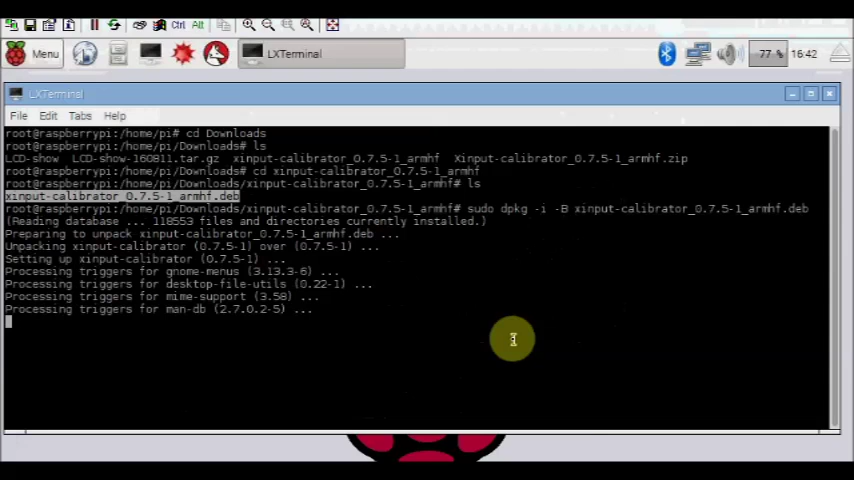 Ctrl Alt
Menu LXTerminal 77 % 16:42
LXTerminal
File Edit Tabs Help
root@raspberrypi:/home/pi# cd Downloads
root@raspberrypi:/home/pi/Downloads# ls
LCD-show LCD-show-160811.tar.gz xinput-calibrator_0.7.5-1_armhf Xinput-calibrator_0.7.5-1_armhf.zip
root@raspberrypi:/home/pi/Downloads# cd xinput-calibrator_0.7.5-1_armhf
root@raspberrypi:/home/pi/Downloads/xinput-calibrator_0.7.5-1_armhf# ls
xinput-calibrator_0.7.5-1_armhf.deb
root@raspberrypi:/home/pi/Downloads/xinput-calibrator_0.7.5-1_armhf# sudo dpkg -i -B xinput-calibrator_0.7.5-1_armhf.deb
(Reading database ... 118553 files and directories currently installed.)
Preparing to unpack xinput-calibrator_0.7.5-1_armhf.deb ...
Unpacking xinput-calibrator (0.7.5-1) over (0.7.5-1) ...
Setting up xinput-calibrator (0.7.5-1) ...
Processing triggers for gnome-menus (3.13.3-6) ...
Processing triggers for desktop-file-utils (0.22-1) ...
Processing triggers for mime-support (3.58) ...
Processing triggers for man-db (2.7.0.2-5) ...